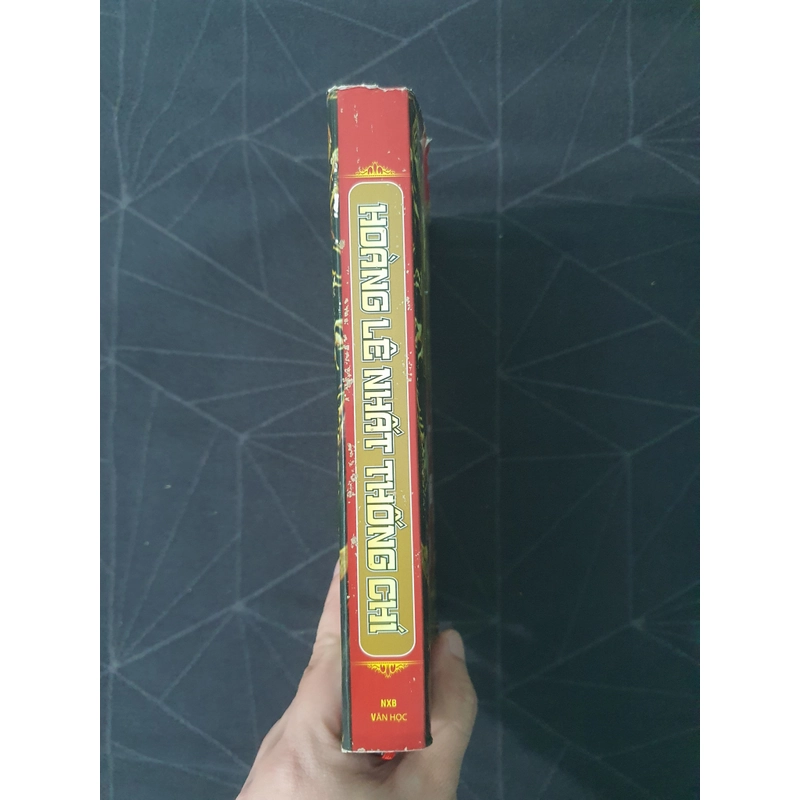 HOÀNG LÊ NHẤT THỐNG CHÍ
NXB
VĂN HỌC